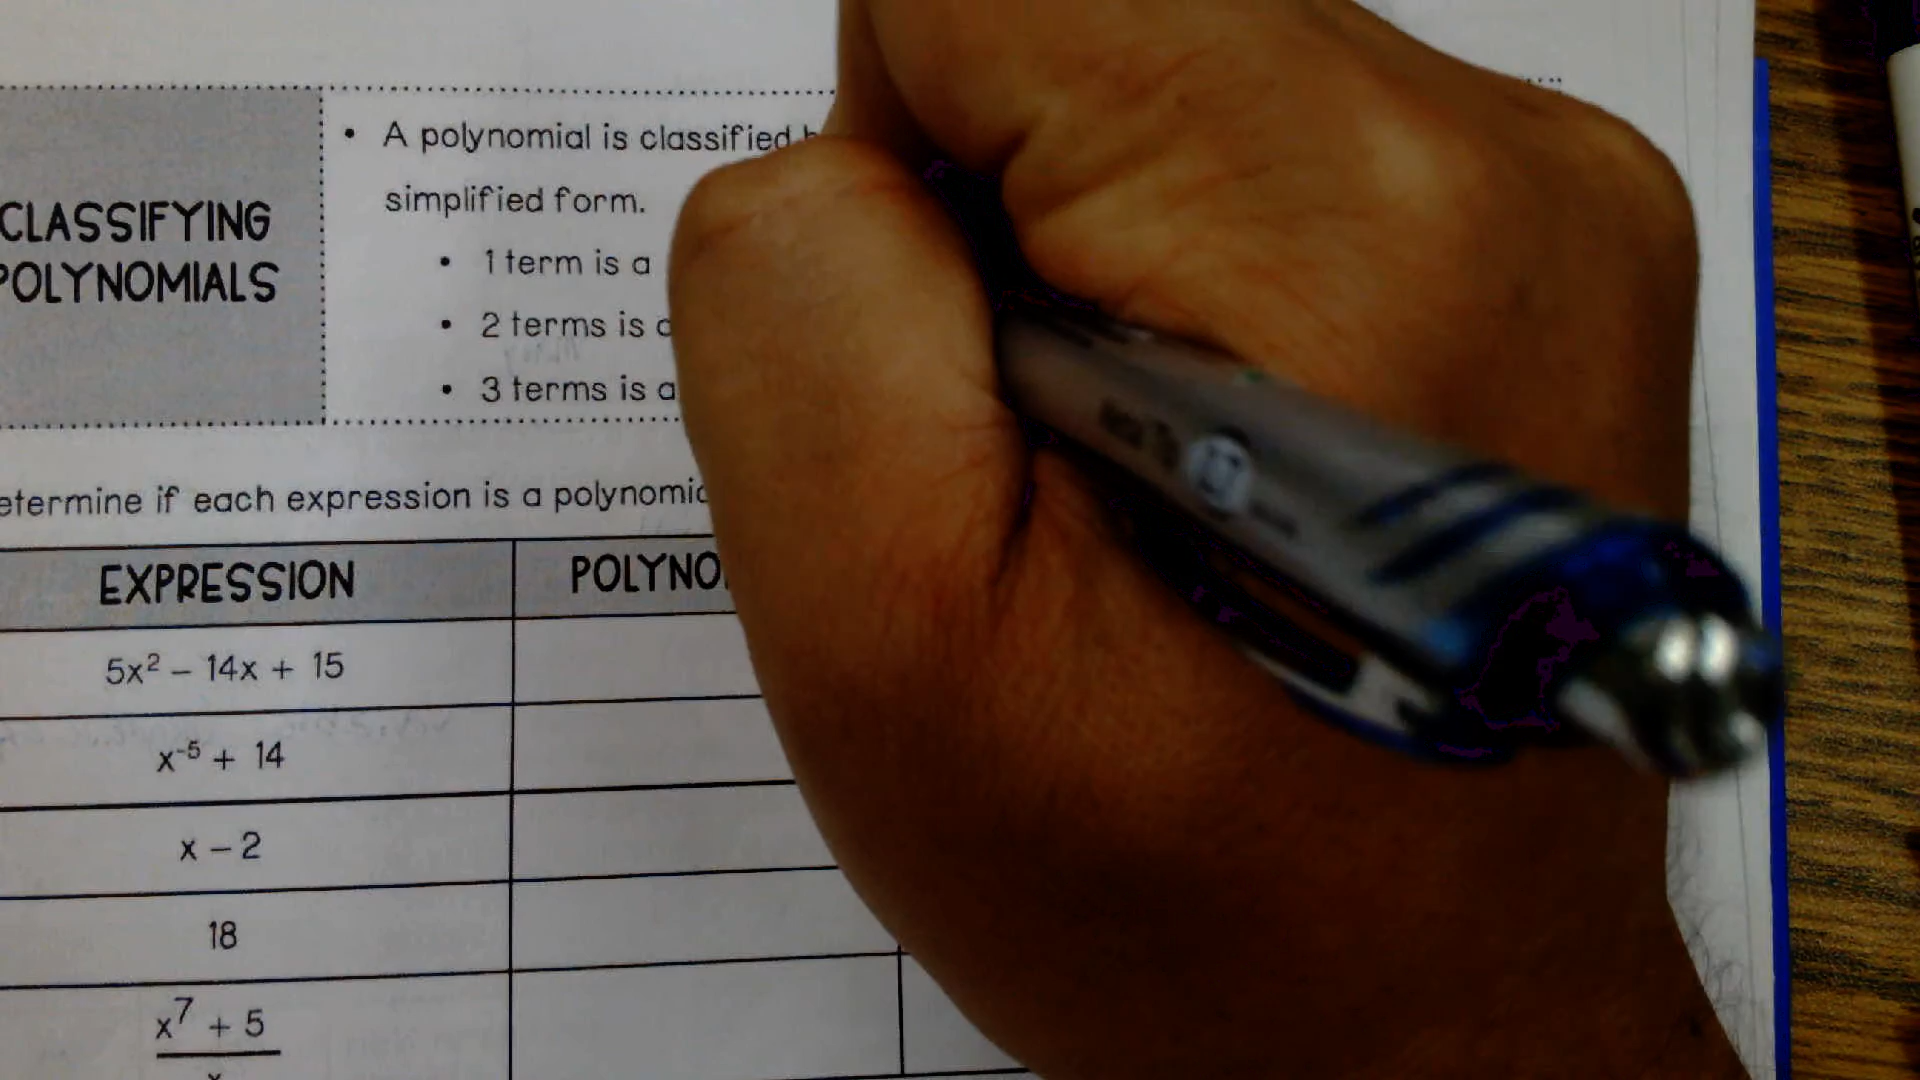 A polynomial is classified
simplified form.
CLASSIFYING
POLYNOMIALS
• 1 term is a
• 2 terms is a
• 3 terms is a
etermine if each expression is a polynomi
EXPRESSION POLYNO
5x² – 14x + 15
x⁻⁵ + 14
x – 2
18
x⁷ + 5
x